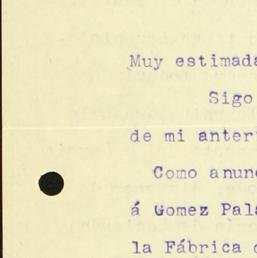 Muy estimada
Sigo
de mi anter
Como anun
á Gomez Pal
la Fábrica